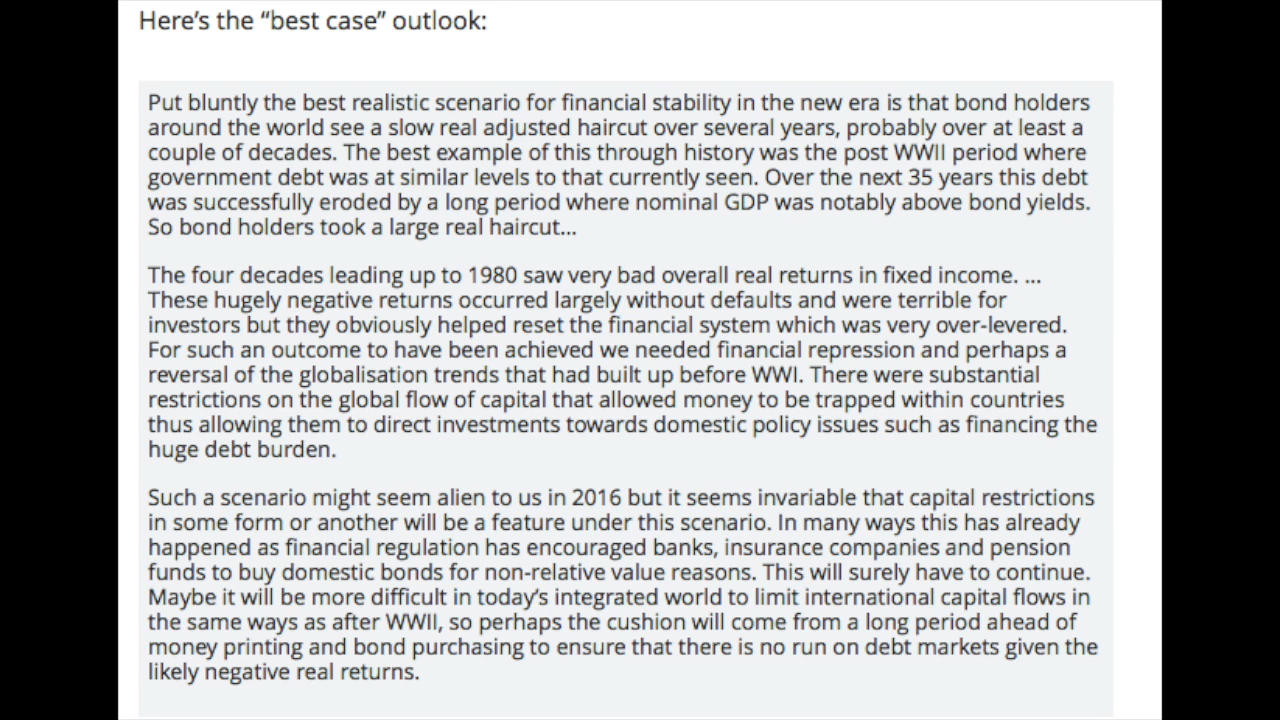 Here’s the “best case” outlook:
Put bluntly the best realistic scenario for financial stability in the new era is that bond holders
around the world see a slow real adjusted haircut over several years, probably over at least a
couple of decades. The best example of this through history was the post WWII period where
government debt was at similar levels to that currently seen. Over the next 35 years this debt
was successfully eroded by a long period where nominal GDP was notably above bond yields.
So bond holders took a large real haircut...
The four decades leading up to 1980 saw very bad overall real returns in fixed income. ...
These hugely negative returns occurred largely without defaults and were terrible for
investors but they obviously helped reset the financial system which was very over-levered.
For such an outcome to have been achieved we needed financial repression and perhaps a
reversal of the globalisation trends that had built up before WWI. There were substantial
restrictions on the global flow of capital that allowed money to be trapped within countries
thus allowing them to direct investments towards domestic policy issues such as financing the
huge debt burden.
Such a scenario might seem alien to us in 2016 but it seems invariable that capital restrictions
in some form or another will be a feature under this scenario. In many ways this has already
happened as financial regulation has encouraged banks, insurance companies and pension
funds to buy domestic bonds for non-relative value reasons. This will surely have to continue.
Maybe it will be more difficult in today’s integrated world to limit international capital flows in
the same ways as after WWII, so perhaps the cushion will come from a long period ahead of
money printing and bond purchasing to ensure that there is no run on debt markets given the
likely negative real returns.